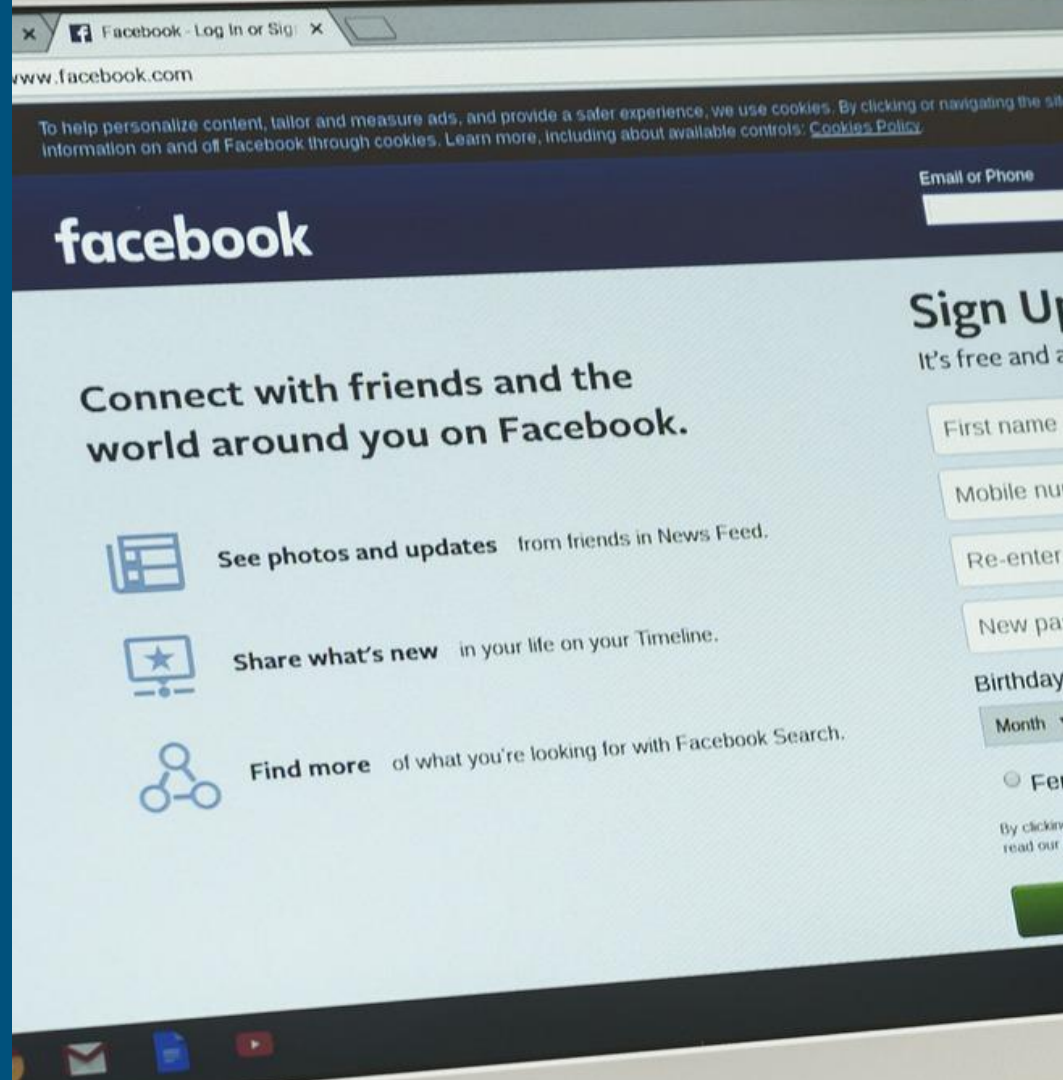 Facebook - Log In or Sig
www.facebook.com
To help personalize content, tailor and measure ads, and provide a safer experience, we use cookies. By clicking or navigating the sit
information on and off Facebook through cookies. Learn more, including about available controls: Cookies Policy.
Email or Phone
facebook
Sign Up
It's free and a
Connect with friends and the
world around you on Facebook.
First name
Mobile nu
See photos and updates from friends in News Feed.
Re-enter
New pa
Share what's new in your life on your Timeline.
Birthday
Month
Find more of what you're looking for with Facebook Search.
Fe
By clickin
read our